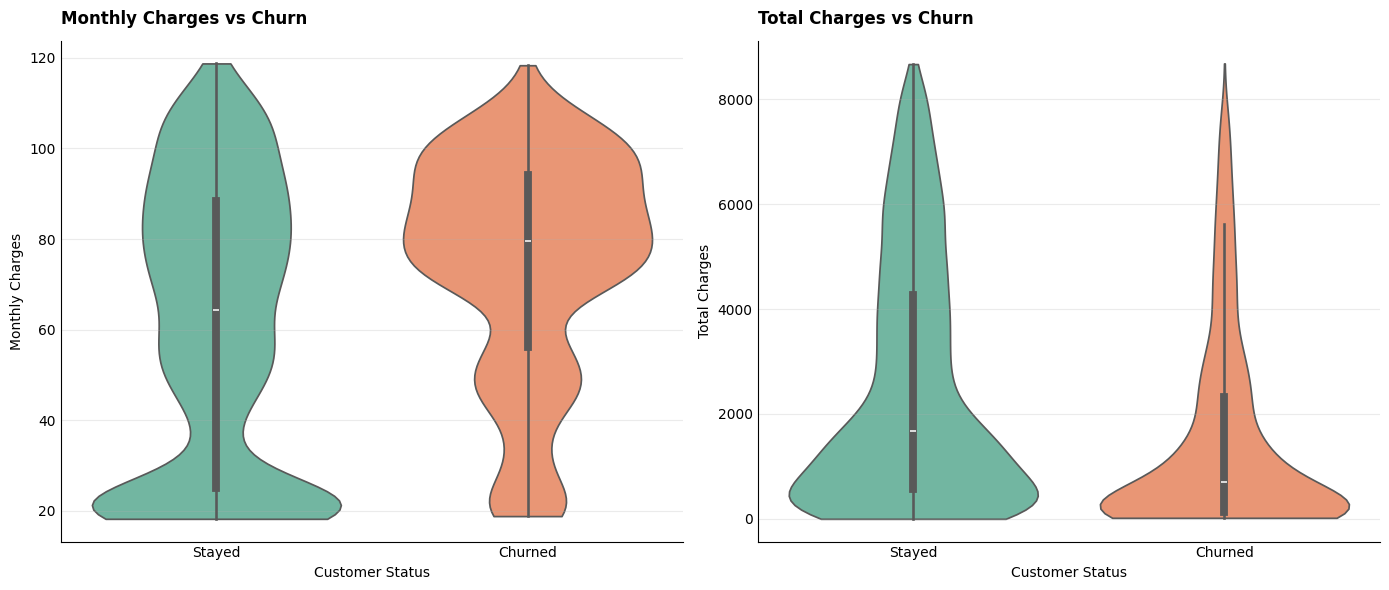 Monthly Charges vs Churn
Monthly Charges
120
100
80
60
40
20
Stayed
Churned
Customer Status
Total Charges vs Churn
Total Charges
8000
6000
4000
2000
0
Stayed
Churned
Customer Status